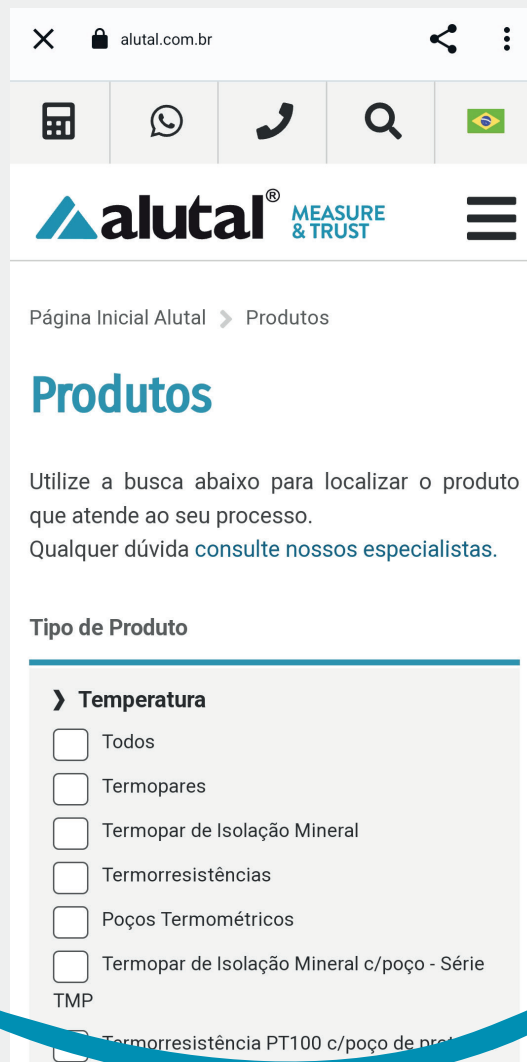 alutal.com.br
alutal® MEASURE
& TRUST
Página Inicial Alutal > Produtos
Produtos
Utilize a busca abaixo para localizar o produto
que atende ao seu processo.
Qualquer dúvida consulte nossos especialistas.
Tipo de Produto
❯ Temperatura
Todos
Termopares
Termopar de Isolação Mineral
Termorresistências
Poços Termométricos
Termopar de Isolação Mineral c/poço - Série
TMP
Termorresistência PT100 c/poço de